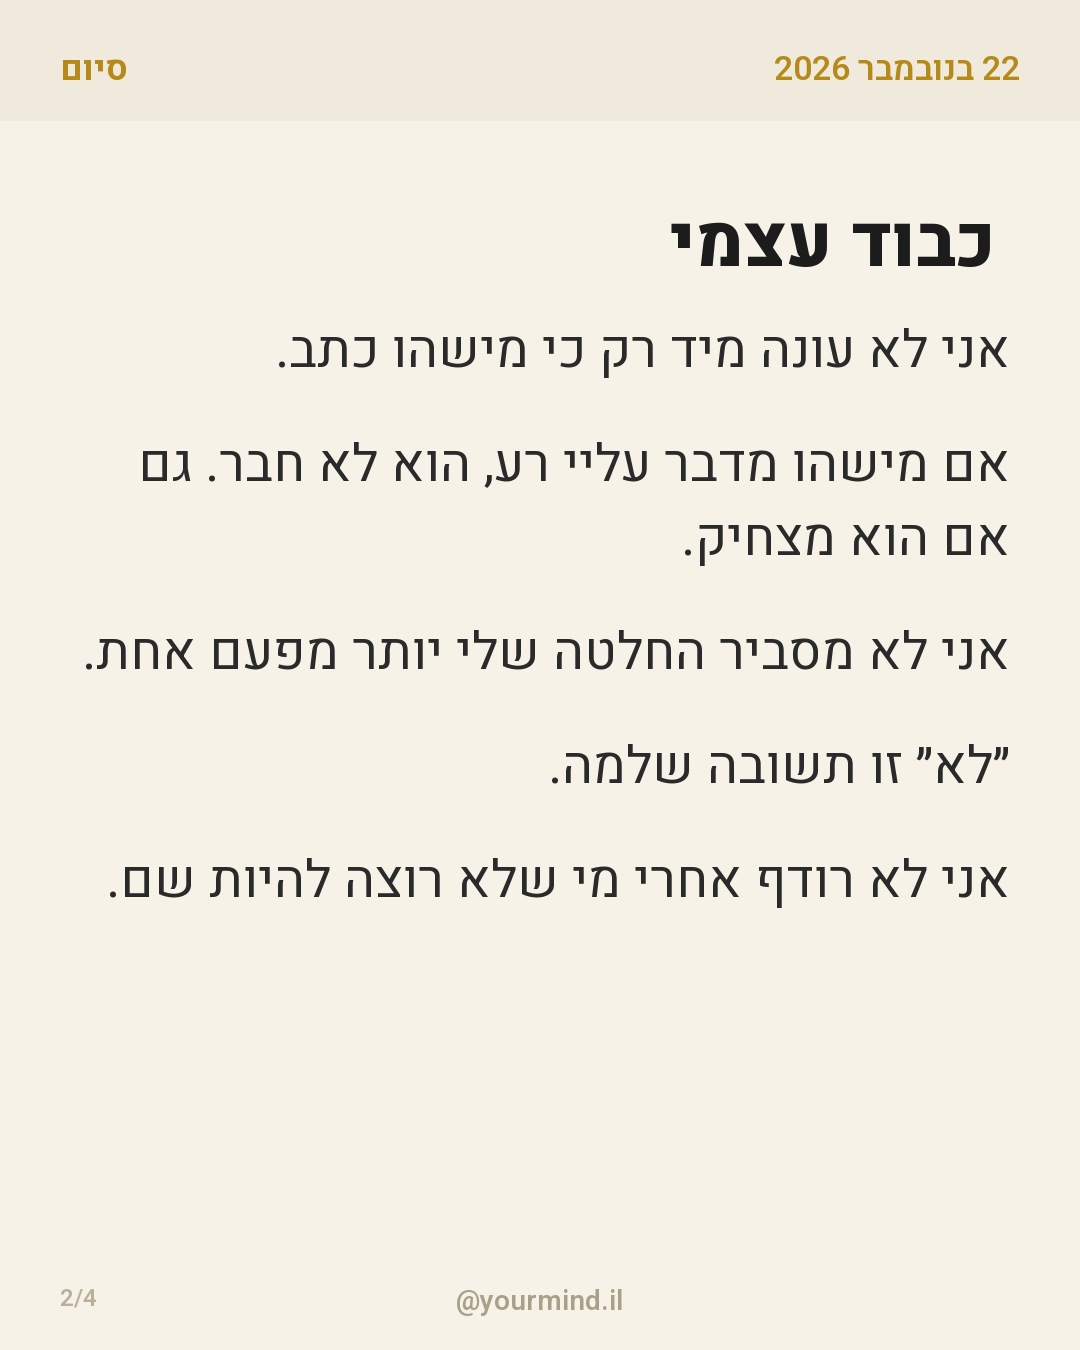 22 בנובמבר 2026
סיום
כבוד עצמי
אני לא עונה מיד רק כי מישהו כתב.
אם מישהו מדבר עליי רע, הוא לא חבר. גם
אם הוא מצחיק.
אני לא מסביר החלטה שלי יותר מפעם אחת.
”לא” זו תשובה שלמה.
אני לא רודף אחרי מי שלא רוצה להיות שם.
@yourmind.il
2/4